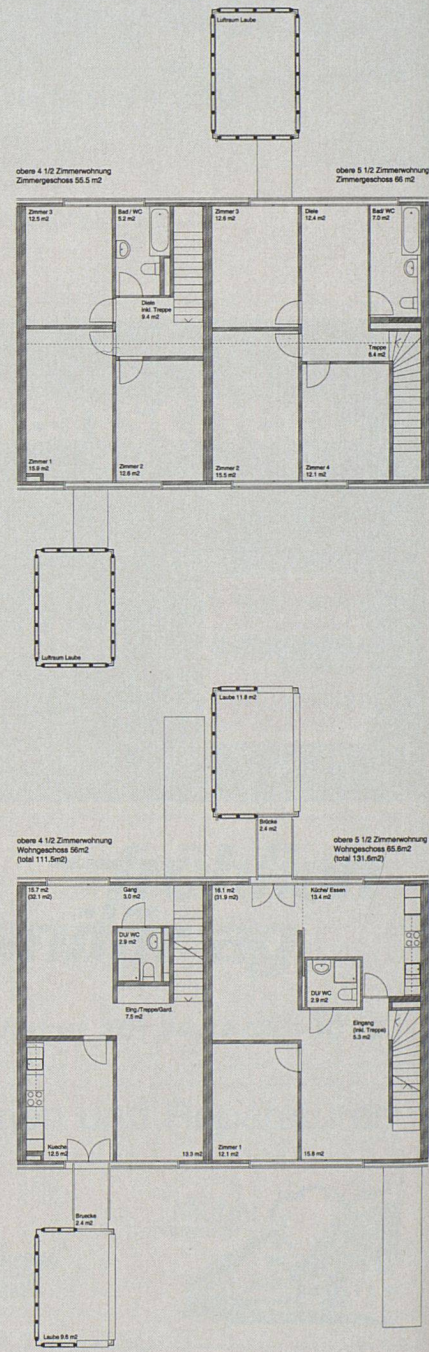 Luftraum Laube
obere 4 1/2 Zimmerwohnung
Zimmergeschoss 55.5 m2
obere 5 1/2 Zimmerwohnung
Zimmergeschoss 66 m2
Zimmer 3
12.5 m2
Bad / WC
5.2 m2
Zimmer 3
12.6 m2
Diele
12.4 m2
Bad/ WC
7.0 m2
Diele
inkl. Treppe
9.4 m2
Treppe
8.4 m2
Zimmer 1
15.9 m2
Zimmer 2
12.6 m2
Zimmer 2
15.5 m2
Zimmer 4
12.1 m2
Luftraum Laube
Laube 11.8 m2
Brücke
2.4 m2
obere 4 1/2 Zimmerwohnung
Wohngeschoss 56m2
(total 111.5m2)
obere 5 1/2 Zimmerwohnung
Wohngeschoss 65.6m2
(total 131.6m2)
15.7 m2
(32.1 m2)
Gang
3.0 m2
16.1 m2
(31.9 m2)
Küche/ Essen
13.4 m2
DU/ WC
2.9 m2
DU/ WC
2.9 m2
Eing./Treppe/Gard.
7.5 m2
Eingang
(inkl. Treppe)
5.3 m2
Kueche
12.5 m2
13.3 m2
Zimmer 1
12.1 m2
15.8 m2
Bruecke
2.4 m2
Laube 9.6 m2